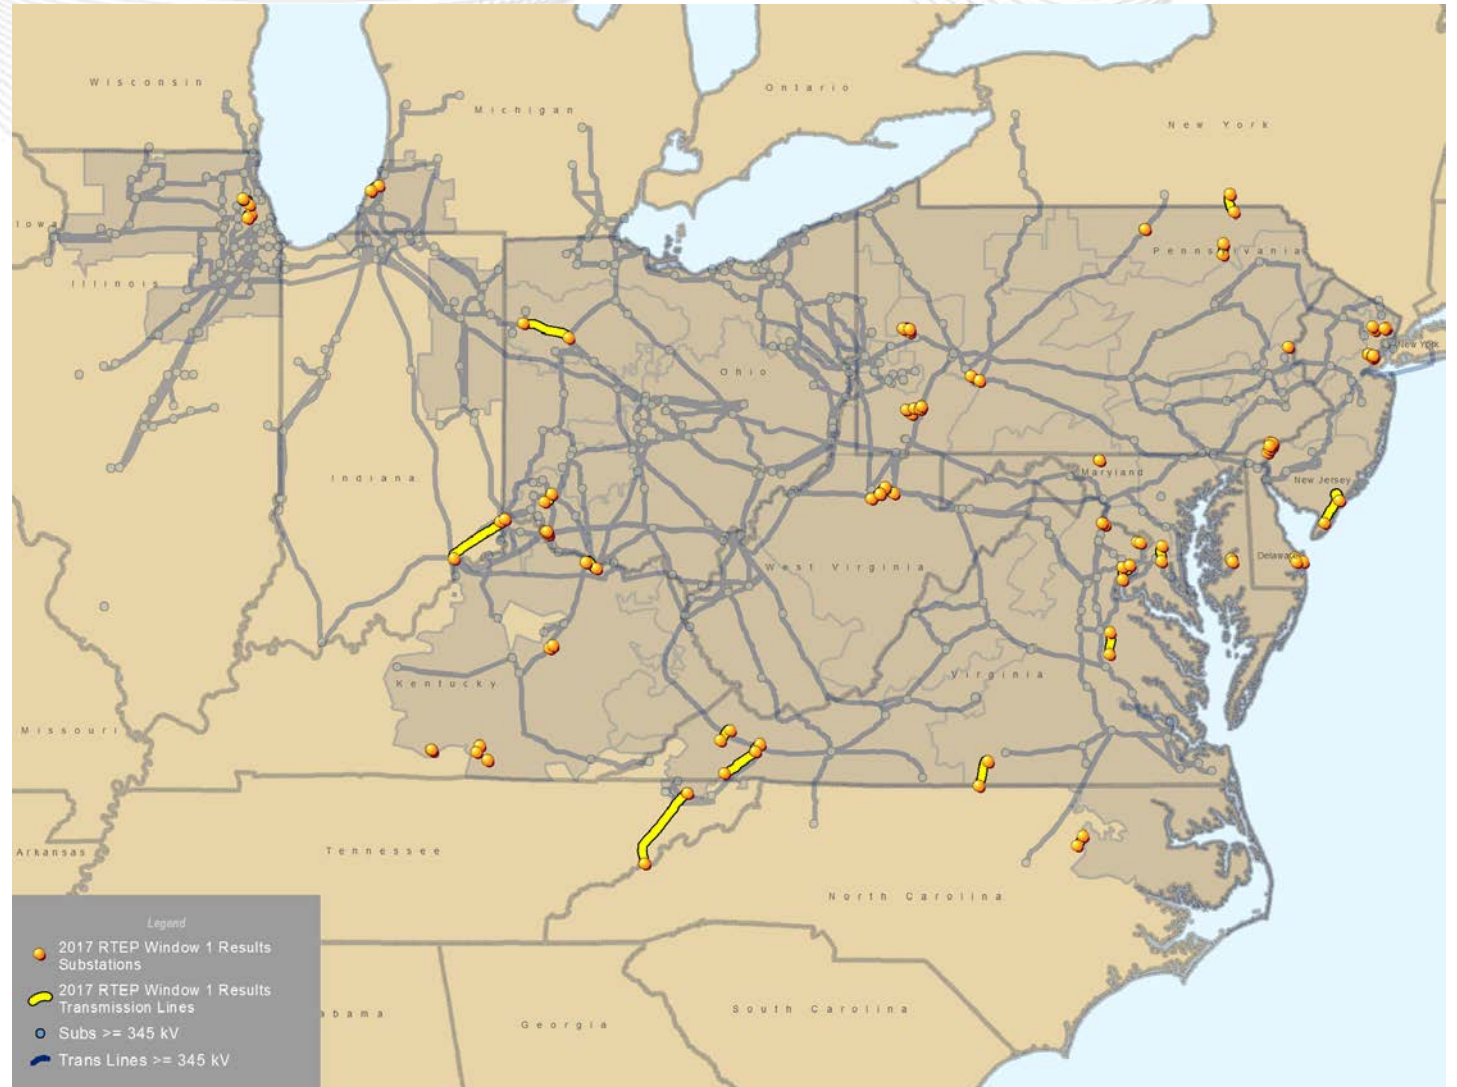 Wisconsin
Michigan
Ontario
New York
Iowa
Pennsylvania
Illinois
New York
Ohio
Maryland
Indiana
New Jersey
Delaware
West Virginia
Virginia
Kentucky
Missouri
Arkansas
Tennessee
North Carolina
Legend
2017 RTEP Window 1 Results
Substations
2017 RTEP Window 1 Results
Transmission Lines
Subs >= 345 kV
Trans Lines >= 345 kV
abama
Georgia
South Carolina